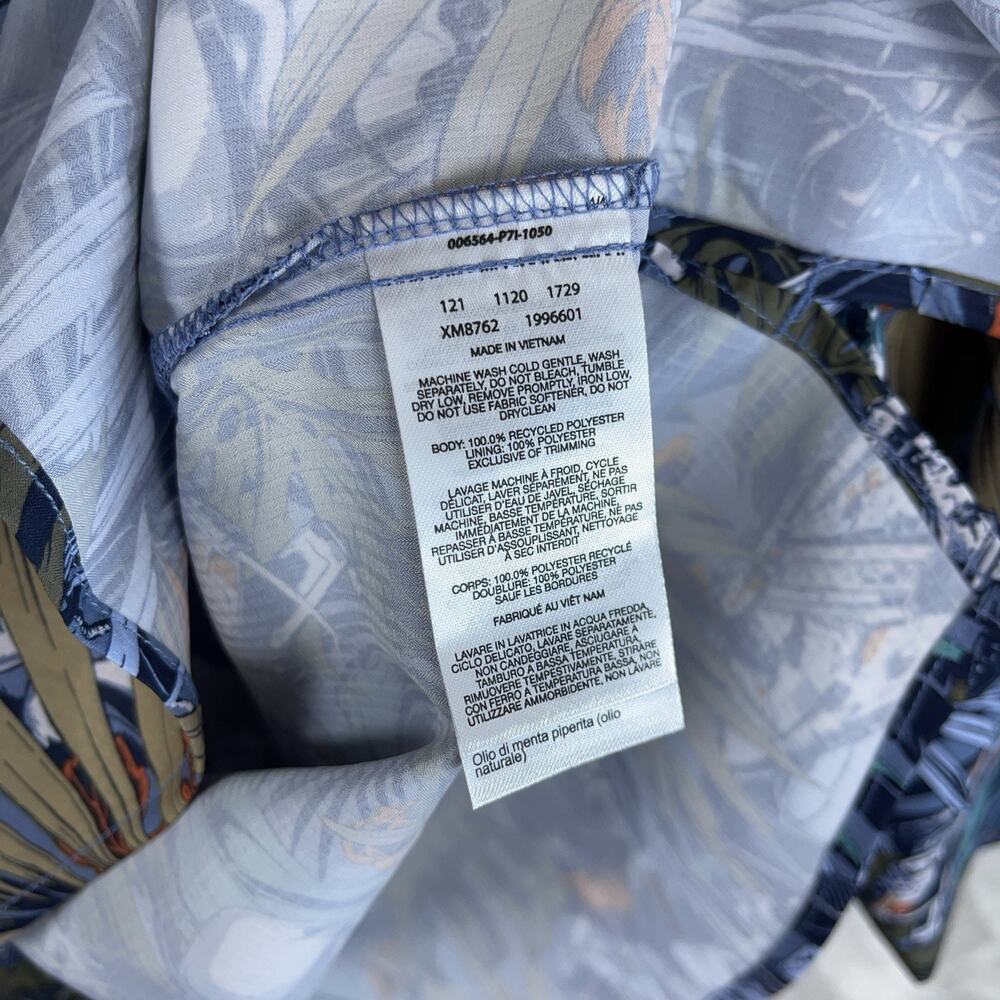 006564-P7I-1050
121 1120 1729
XM8762 1996601
MADE IN VIETNAM
MACHINE WASH COLD GENTLE, WASH
SEPARATELY, DO NOT BLEACH, TUMBLE
DRY LOW, REMOVE PROMPTLY, IRON LOW,
DO NOT USE FABRIC SOFTENER, DO NOT
DRYCLEAN
BODY: 100.0% RECYCLED POLYESTER
LINING: 100% POLYESTER
EXCLUSIVE OF TRIMMING
LAVAGE MACHINE À FROID, CYCLE
DÉLICAT, LAVER SÉPARÉMENT, NE PAS
UTILISER D'EAU DE JAVEL, SÉCHAGE
MACHINE, BASSE TEMPÉRATURE, SORTIR
IMMÉDIATEMENT DE LA MACHINE,
REPASSER À BASSE TEMPÉRATURE, NE PAS
UTILISER D'ASSOUPLISSANT, NETTOYAGE
À SEC INTERDIT
CORPS: 100.0% POLYESTER RECYCLÉ
DOUBLURE: 100% POLYESTER
SAUF LES BORDURES
FABRIQUÉ AU VIÊT NAM
LAVARE IN LAVATRICE IN ACQUA FREDDA,
CICLO DELICATO, LAVARE SEPARATAMENTE,
NON CANDEGGIARE, ASCIUGARE A
TAMBURO A BASSA TEMPERATURA,
RIMUOVERE TEMPESTIVAMENTE, STIRARE
CON FERRO A TEMPERATURA BASSA, NON
UTILIZZARE AMMORBIDENTE, NON LAVARE
Olio di menta piperita (olio
naturale)